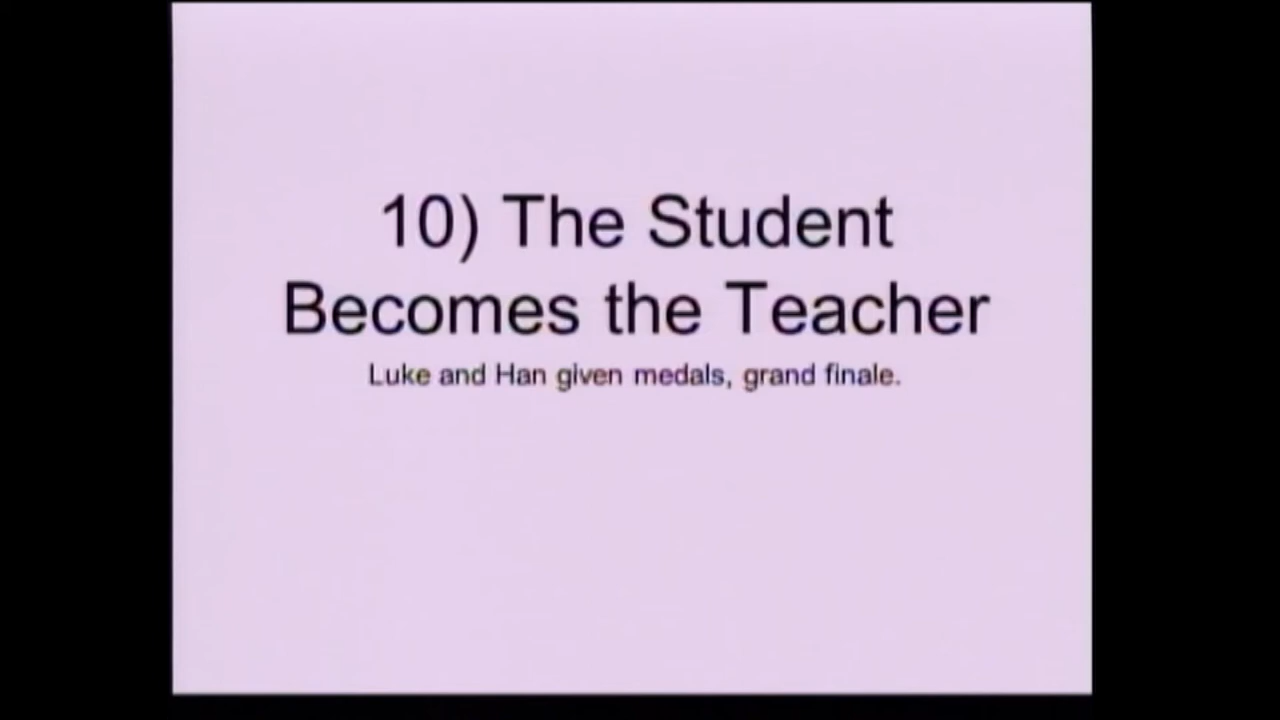 10) The Student
Becomes the Teacher
Luke and Han given medals, grand finale.